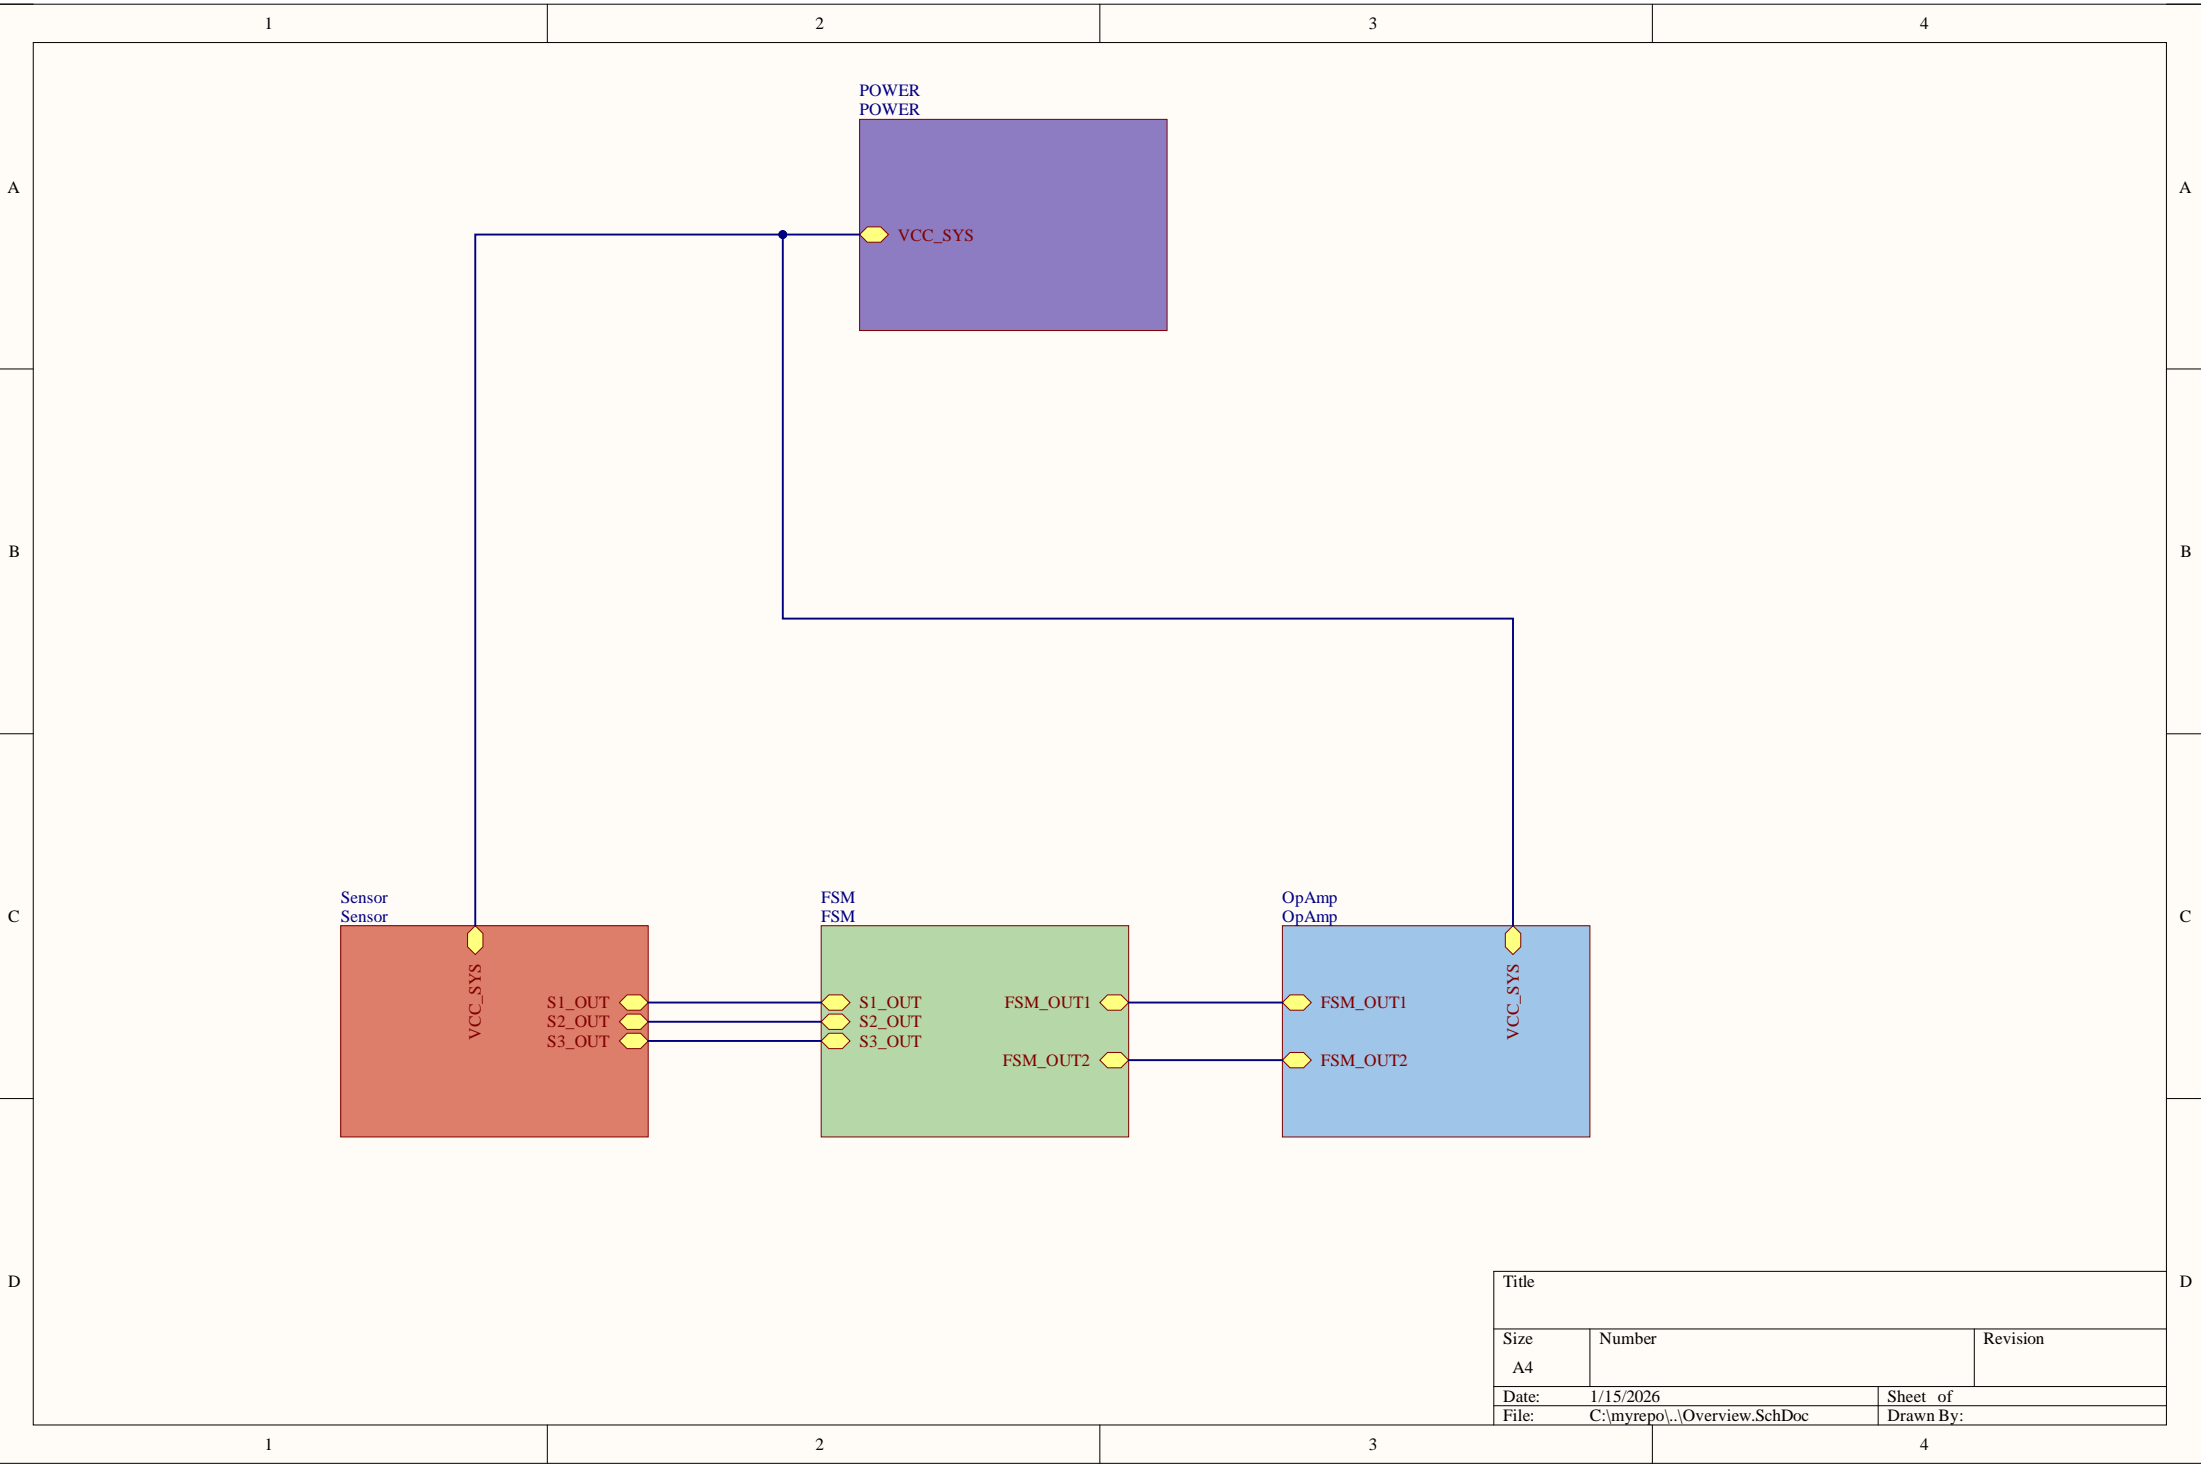 1 2 3 4
POWER
POWER
A A
VCC_SYS
B B
Sensor FSM OpAmp
Sensor FSM OpAmp
C C
VCC_SYS VCC_SYS
S1_OUT S1_OUT FSM_OUT1 FSM_OUT1
S2_OUT S2_OUT
S3_OUT S3_OUT
FSM_OUT2 FSM_OUT2
D D
Title
Size Number Revision
A4
Date: 1/15/2026 Sheet of
File: C:\myrepo\..\Overview.SchDoc Drawn By:
1 2 3 4